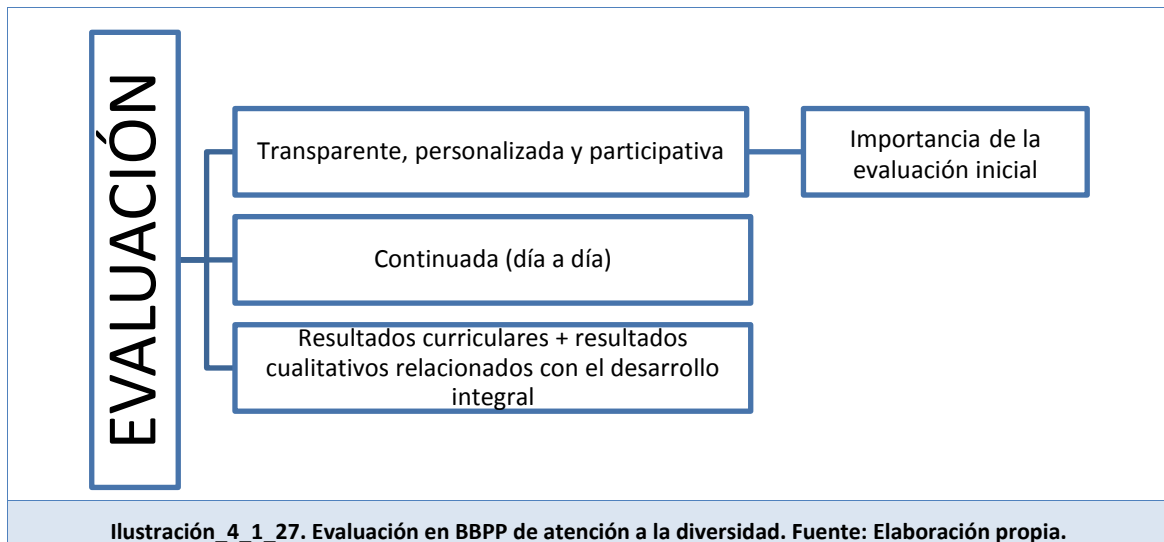 EVALUACIÓN
Transparente, personalizada y participativa
Importancia de la
evaluación inicial
Continuada (día a día)
Resultados curriculares + resultados
cualitativos relacionados con el desarrollo
integral
Ilustración_4_1_27. Evaluación en BBPP de atención a la diversidad. Fuente: Elaboración propia.